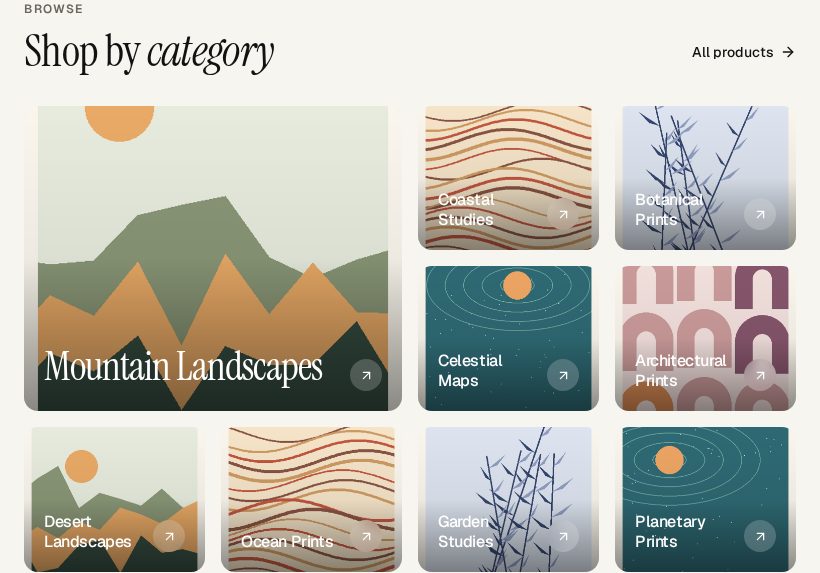 BROWSE
Shop by category
All products
Mountain Landscapes
Coastal
Studies
Botanical
Prints
Celestial
Maps
Architectural
Prints
Desert
Landscapes
Ocean Prints
Garden
Studies
Planetary
Prints